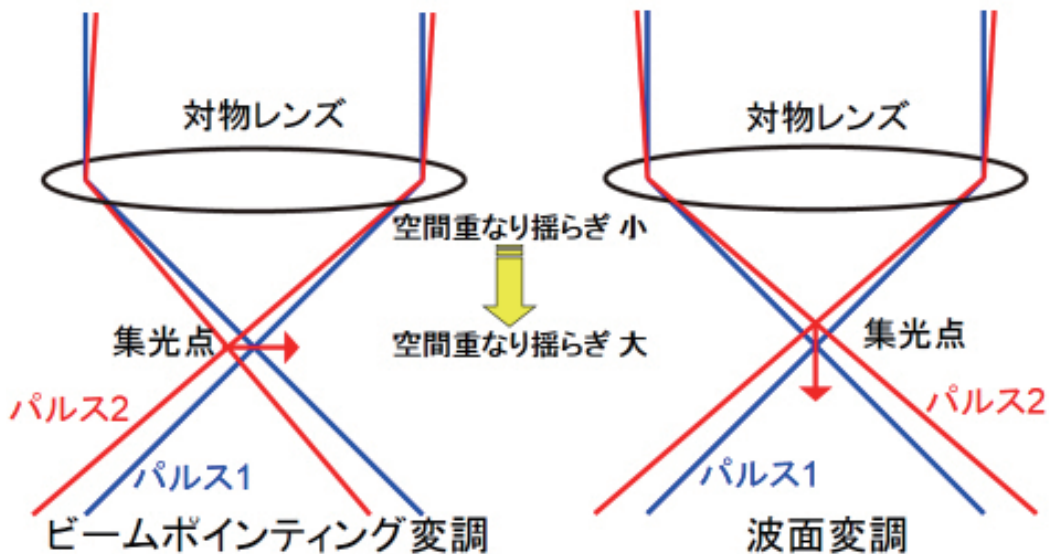 対物レンズ
対物レンズ
空間重なり揺らぎ 小
空間重なり揺らぎ 大
集光点
集光点
パルス2
パルス1
パルス1
パルス2
ビームポインティング変調
波面変調